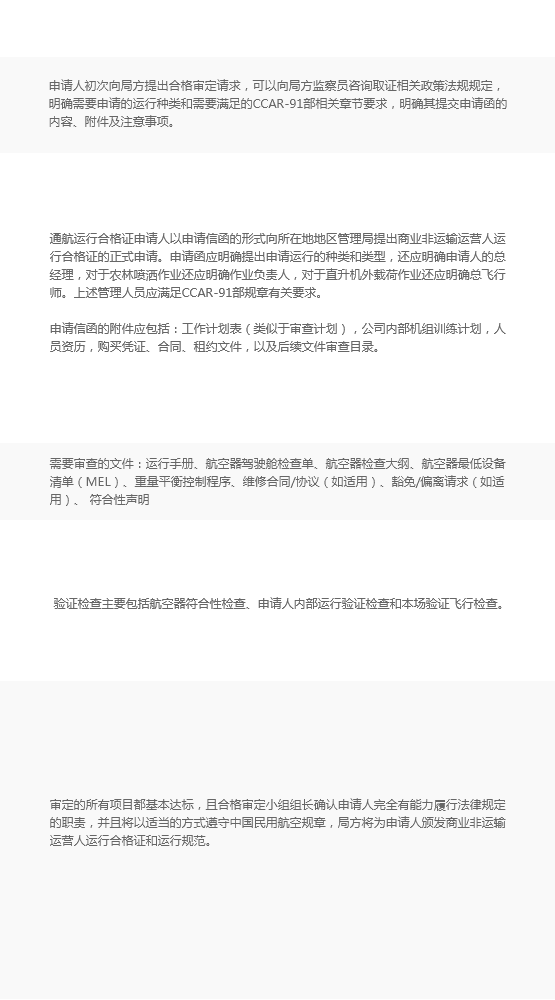 申请人初次向局方提出合格审定请求，可以向局方监察员咨询取证相关政策法规规定，
明确需要申请的运行种类和需要满足的CCAR-91部相关章节要求，明确其提交申请函的
内容、附件及注意事项。
通航运行合格证申请人以申请信函的形式向所在地地区管理局提出商业非运输运营人运
行合格证的正式申请。申请函应明确提出申请运行的种类和类型，还应明确申请人的总
经理，对于农林喷洒作业还应明确作业负责人，对于直升机外载荷作业还应明确总飞行
师。上述管理人员应满足CCAR-91部规章有关要求。
申请信函的附件应包括：工作计划表（类似于审查计划），公司内部机组训练计划，人
员资历，购买凭证、合同、租约文件，以及后续文件审查目录。
需要审查的文件：运行手册、航空器驾驶舱检查单、航空器检查大纲、航空器最低设备
清单（MEL）、重量平衡控制程序、维修合同/协议（如适用）、豁免/偏离请求（如适
用）、 符合性声明
验证检查主要包括航空器符合性检查、申请人内部运行验证检查和本场验证飞行检查。
审定的所有项目都基本达标，且合格审定小组组长确认申请人完全有能力履行法律规定
的职责，并且将以适当的方式遵守中国民用航空规章，局方将为申请人颁发商业非运输
运营人运行合格证和运行规范。